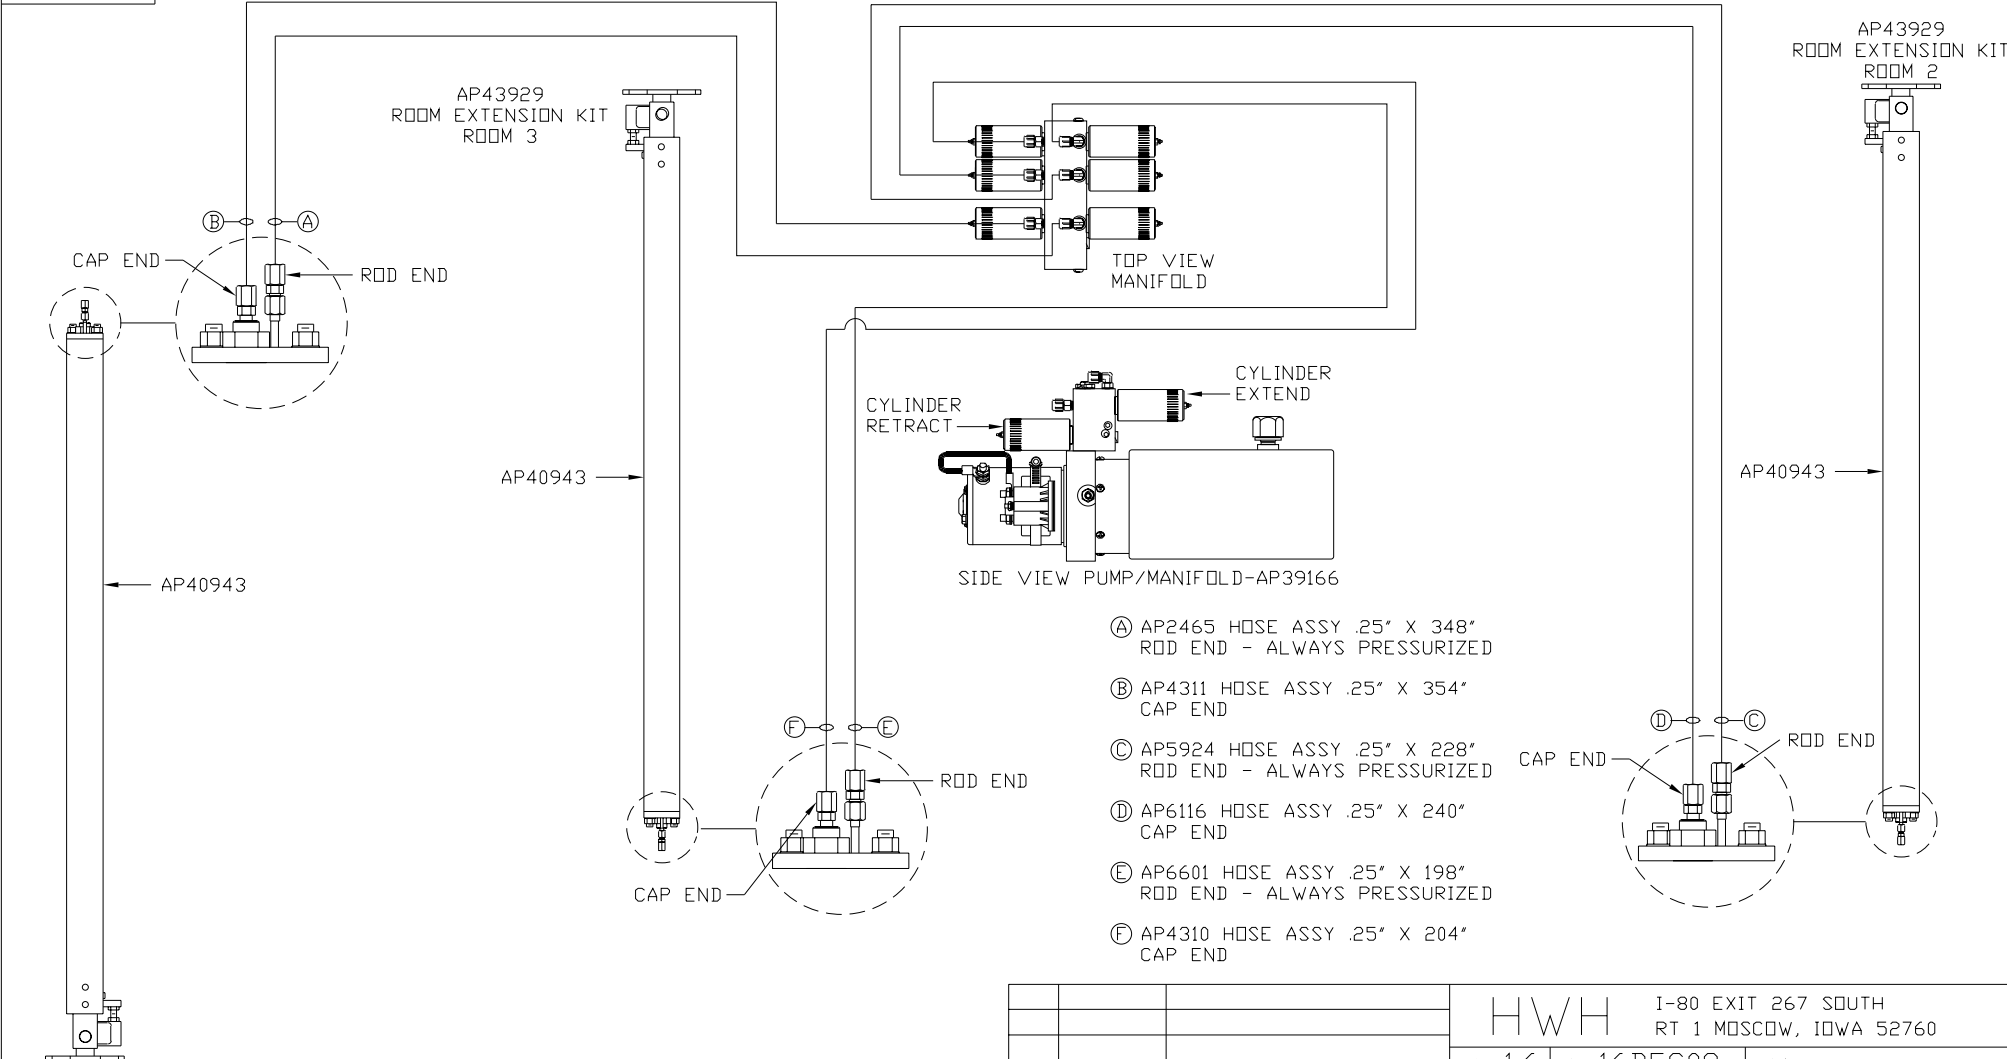 AP43929
ROOM EXTENSION KIT
ROOM 2
AP43929
ROOM EXTENSION KIT
ROOM 3
B
A
CAP END
ROD END
TOP VIEW
MANIFOLD
CYLINDER
EXTEND
CYLINDER
RETRACT
AP40943
AP40943
AP40943
SIDE VIEW PUMP/MANIFOLD-AP39166
A AP2465 HOSE ASSY .25" X 348"
ROD END - ALWAYS PRESSURIZED
B AP4311 HOSE ASSY .25" X 354"
CAP END
C AP5924 HOSE ASSY .25" X 228"
ROD END - ALWAYS PRESSURIZED
D AP6116 HOSE ASSY .25" X 240"
CAP END
E AP6601 HOSE ASSY .25" X 198"
ROD END - ALWAYS PRESSURIZED
F AP4310 HOSE ASSY .25" X 204"
CAP END
F
E
ROD END
CAP END
D
C
ROD END
CAP END
HWH
I-80 EXIT 267 SOUTH
RT 1 MOSCOW, IOWA 52760